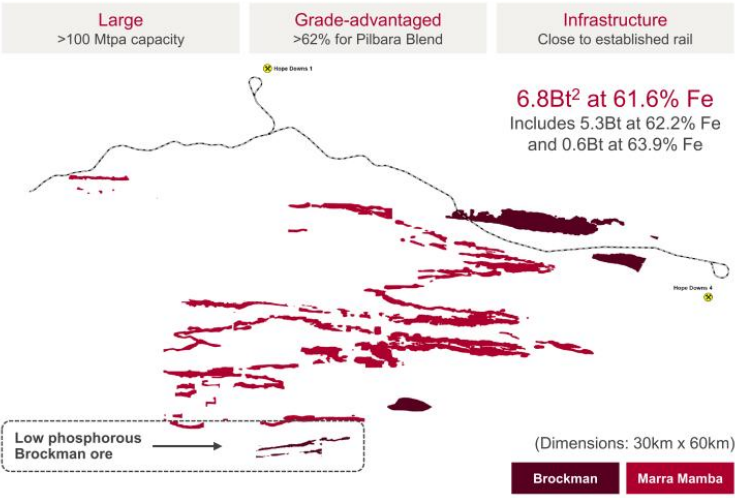 Large
>100 Mtpa capacity
Grade-advantaged
>62% for Pilbara Blend
Infrastructure
Close to established rail
Hope Downs 1
6.8Bt² at 61.6% Fe
Includes 5.3Bt at 62.2% Fe
and 0.6Bt at 63.9% Fe
Hope Downs 4
Low phosphorous
Brockman ore
(Dimensions: 30km x 60km)
Brockman
Marra Mamba